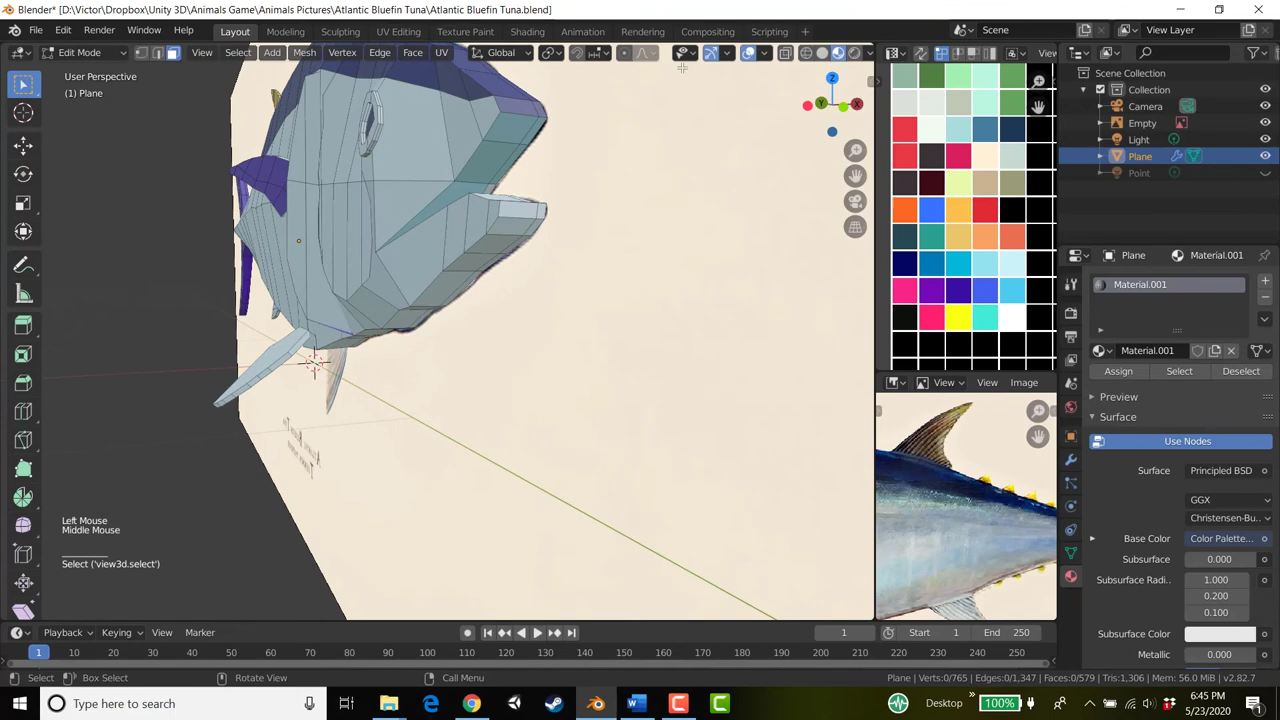 Blender* [D:\Victor\Dropbox\Unity 3D\Animals Game\Animals Pictures\Atlantic Bluefin Tuna\Atlantic Bluefin Tuna.blend]
File Edit Render Window Help Layout Modeling Sculpting UV Editing Texture Paint Shading Animation Rendering Compositing Scripting Scene View Layer
Edit Mode View Select Add Mesh Vertex Edge Face UV Global View
User Perspective
(1) Plane
Z
Y
X
Scene Collection
Collection
Camera
Empty
Light
Plane
Point
Plane Material.001
Material.001
Material.001
Assign Select Deselect
Preview
Surface
Use Nodes
Surface Principled BSD
GGX
Christensen-Bu...
Base Color Color Palette...
Subsurface 0.000
Subsurface Radi.. 1.000
0.200
0.100
Subsurface Color
Metallic 0.000
View View Image
Left Mouse
Middle Mouse
Select ('view3d.select')
Playback Keying View Marker 1 Start 1 End 250
1 10 20 30 40 50 60 70 80 90 100 110 120 130 140 150 160 170 180 190 200 210 220 230 240 250
Select Box Select Rotate View Call Menu Plane | Verts:0/765 | Edges:0/1,347 | Faces:0/579 | Tris:1,306 | Mem: 56.0 MiB | v2.82.7
Type here to search Desktop 100% 6:45 PM
5/23/2020